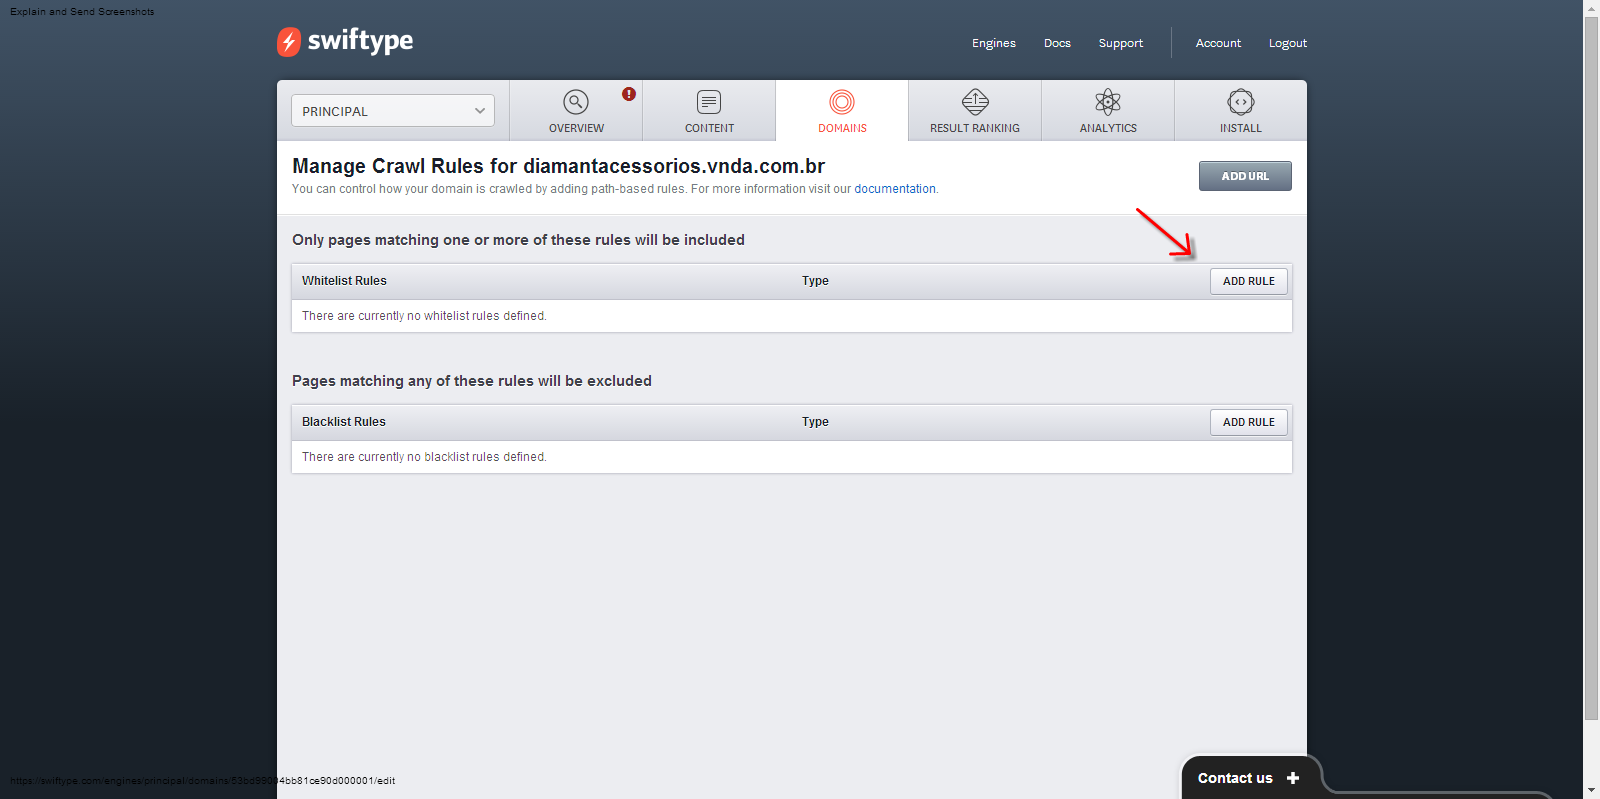 Explain and Send Screenshots
swiftype
Engines Docs Support Account Logout
PRINCIPAL
OVERVIEW CONTENT DOMAINS RESULT RANKING ANALYTICS INSTALL
Manage Crawl Rules for diamantacessorios.vnda.com.br
You can control how your domain is crawled by adding path-based rules. For more information visit our documentation.
ADD URL
Only pages matching one or more of these rules will be included
Whitelist Rules Type ADD RULE
There are currently no whitelist rules defined.
Pages matching any of these rules will be excluded
Blacklist Rules Type ADD RULE
There are currently no blacklist rules defined.
https://swiftype.com/engines/principal/domains/53bd99004bb81ce90d000001/edit
Contact us +